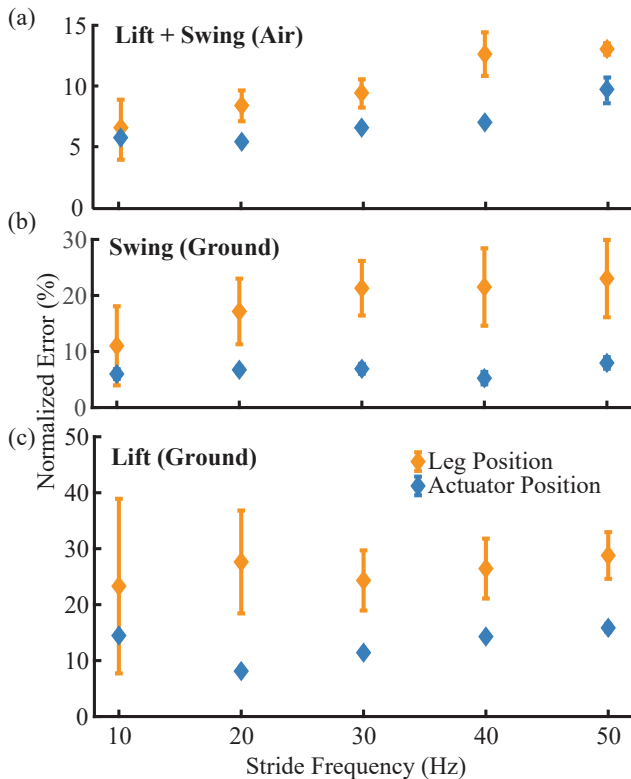 (a)
Lift + Swing (Air)
15
10
5
0
(b)
Swing (Ground)
30
20
10
0
Normalized Error (%)
(c)
Lift (Ground)
Leg Position
Actuator Position
50
40
30
20
10
0
10 20 30 40 50
Stride Frequency (Hz)